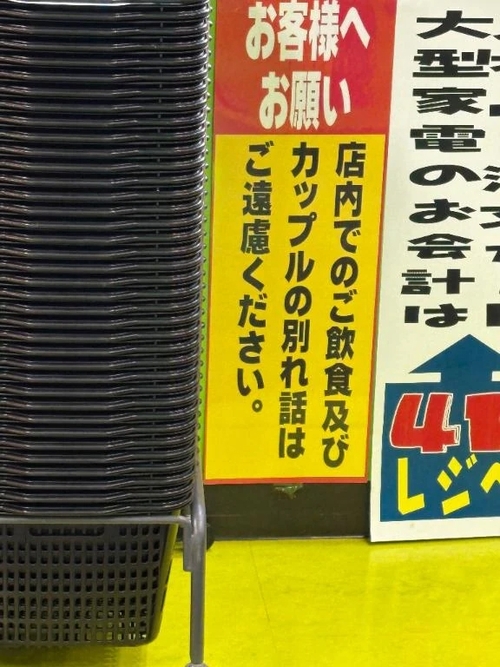 お客様へ
お願い
店内でのご飲食及び
カップルの別れ話は
ご遠慮ください。
大型家電のお会計は
レジへ